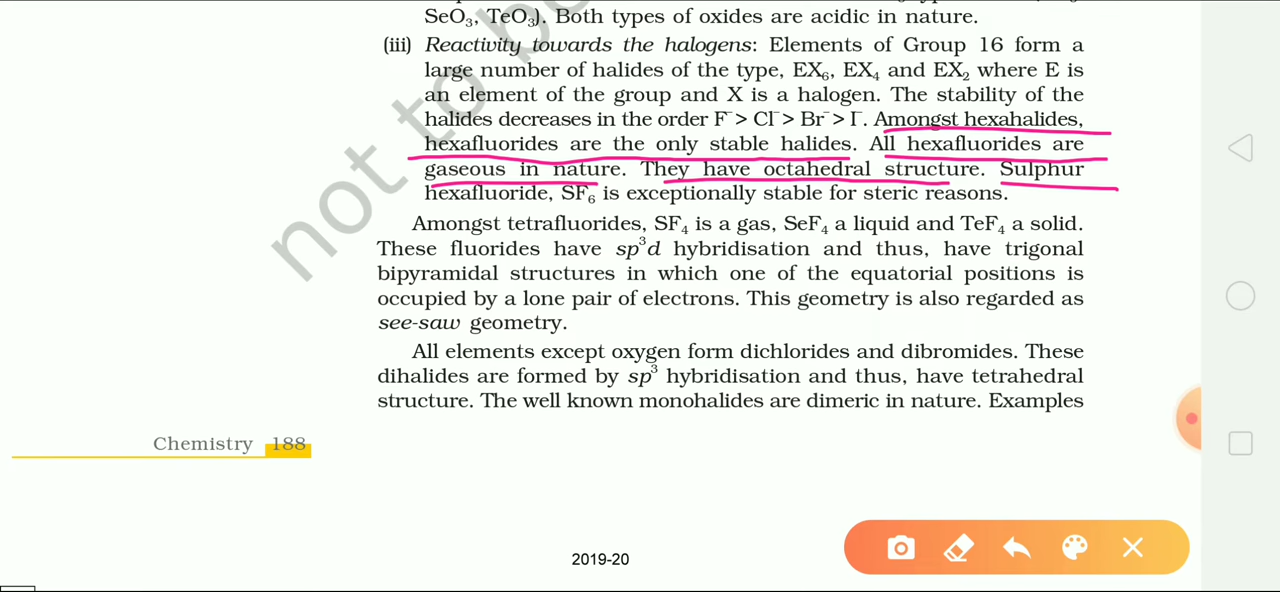 SeO₃, TeO₃). Both types of oxides are acidic in nature.
(iii) Reactivity towards the halogens: Elements of Group 16 form a
large number of halides of the type, EX₆, EX₄ and EX₂ where E is
an element of the group and X is a halogen. The stability of the
halides decreases in the order F⁻ > Cl⁻ > Br⁻ > I⁻. Amongst hexahalides,
hexafluorides are the only stable halides. All hexafluorides are
gaseous in nature. They have octahedral structure. Sulphur
hexafluoride, SF₆ is exceptionally stable for steric reasons.
Amongst tetrafluorides, SF₄ is a gas, SeF₄ a liquid and TeF₄ a solid.
These fluorides have sp³d hybridisation and thus, have trigonal
bipyramidal structures in which one of the equatorial positions is
occupied by a lone pair of electrons. This geometry is also regarded as
see-saw geometry.
All elements except oxygen form dichlorides and dibromides. These
dihalides are formed by sp³ hybridisation and thus, have tetrahedral
structure. The well known monohalides are dimeric in nature. Examples
Chemistry 188
2019-20
not to be